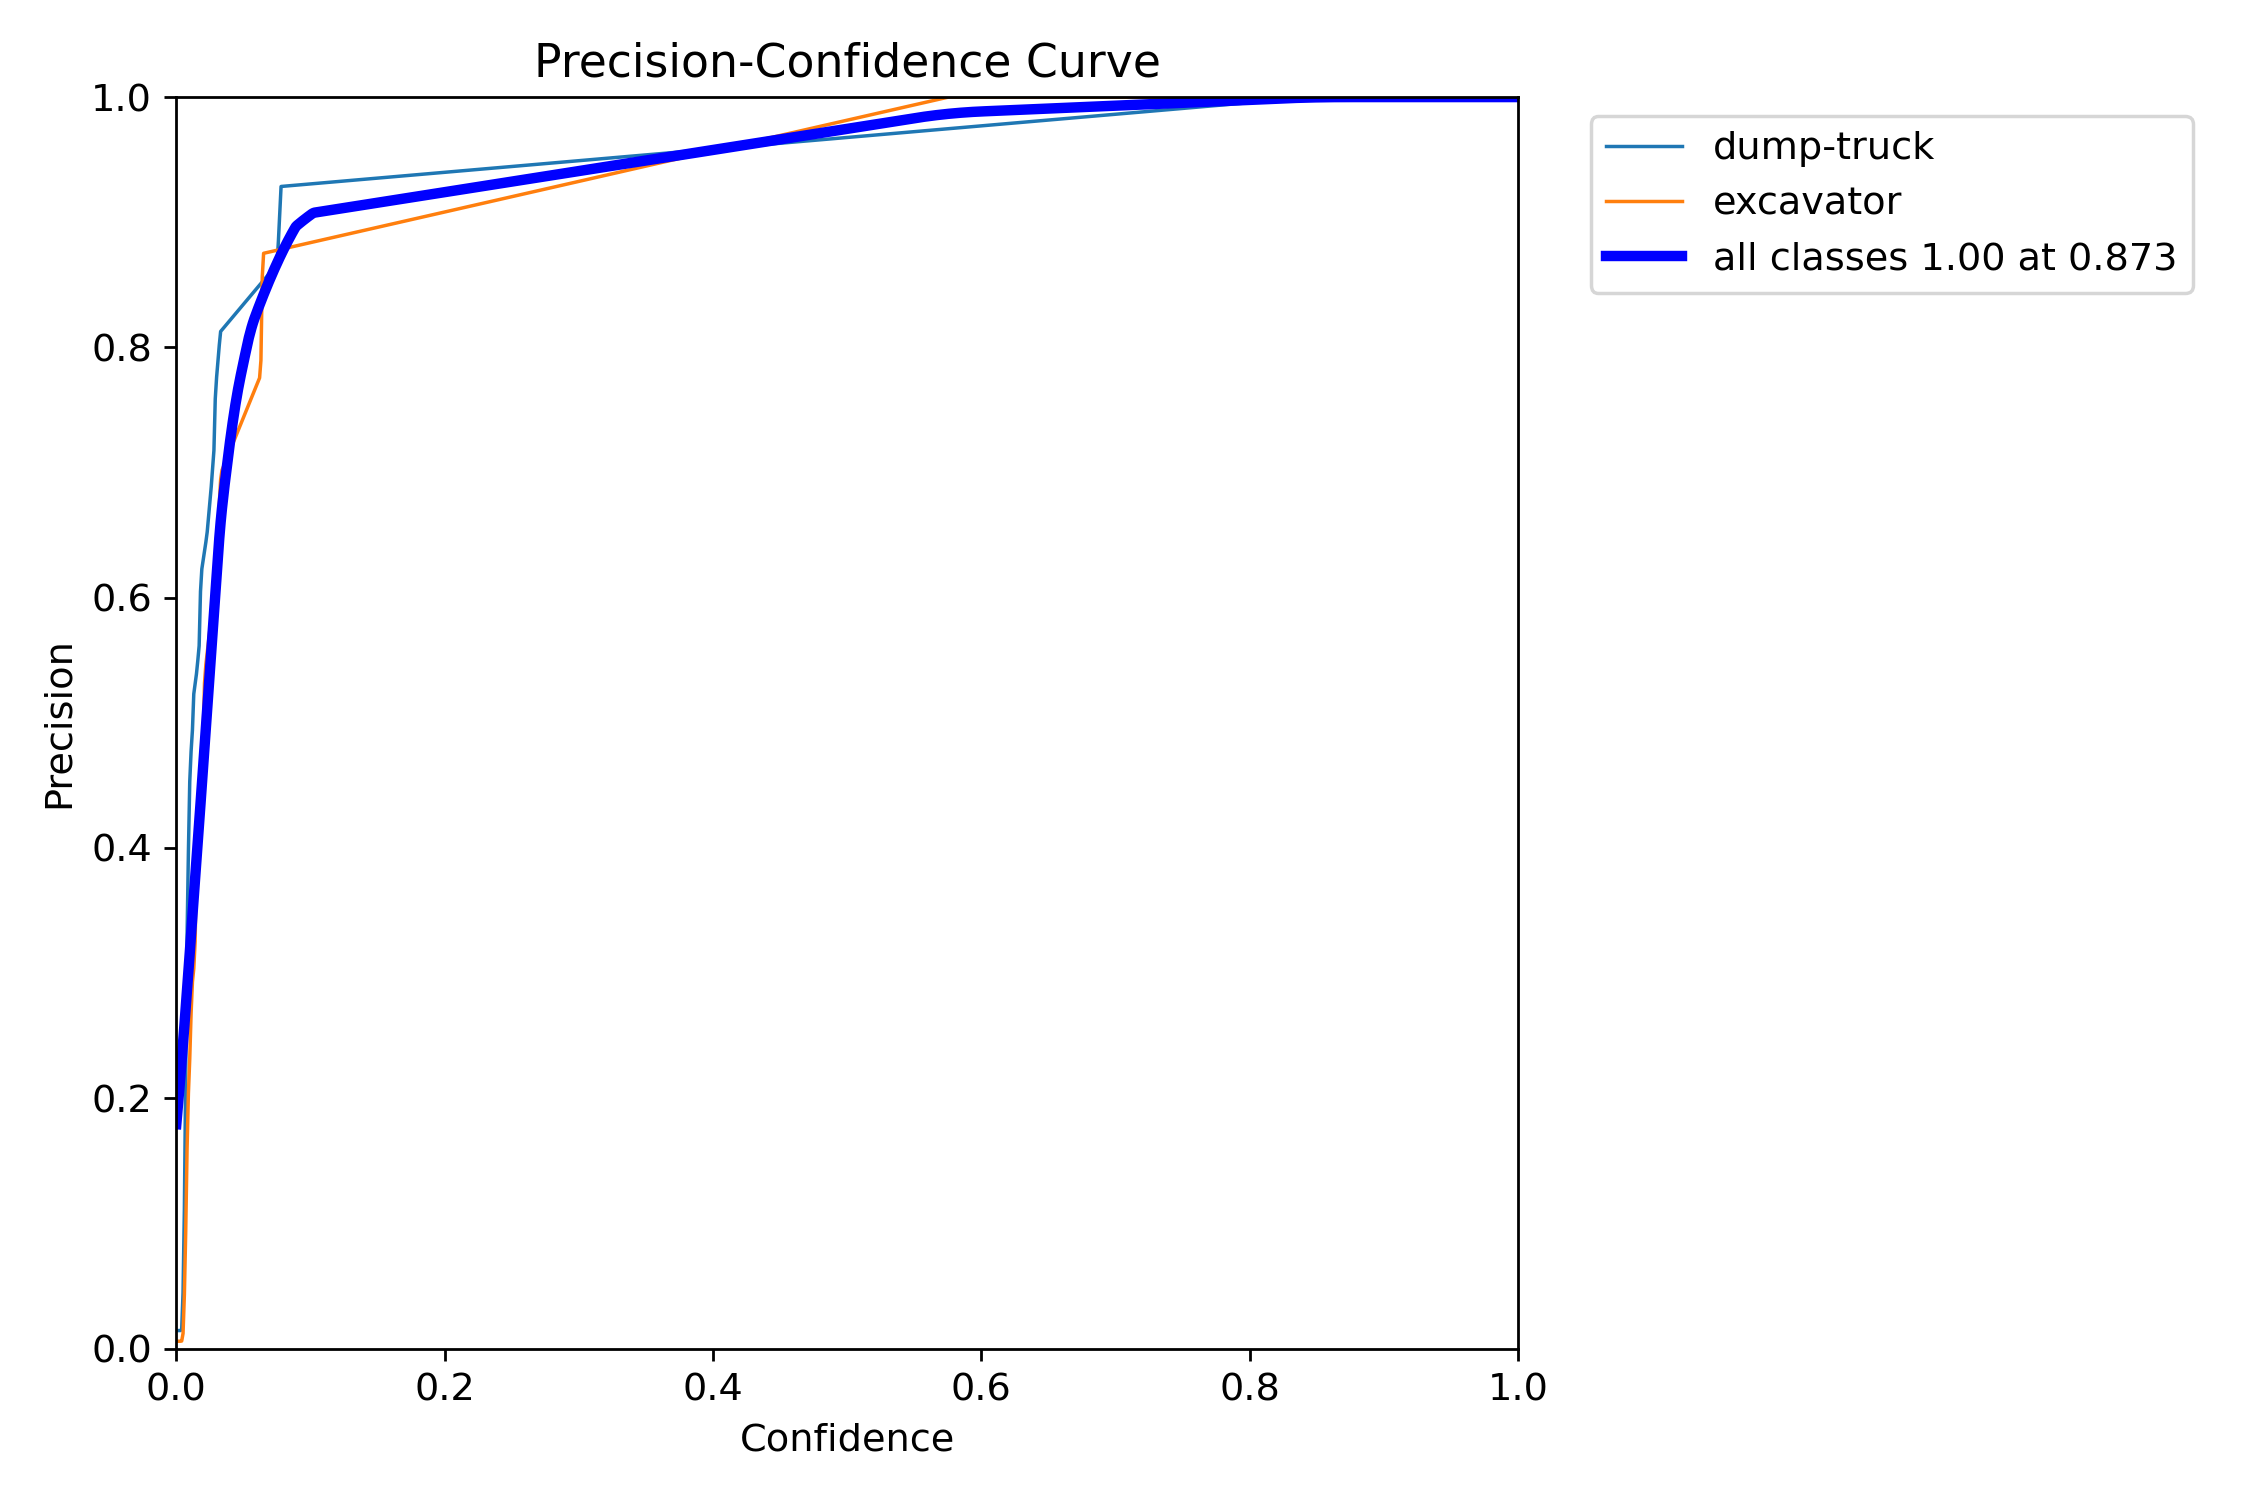 Precision-Confidence Curve
1.0
0.8
0.6
0.4
0.2
0.0
Precision
0.0 0.2 0.4 0.6 0.8 1.0
Confidence
dump-truck
excavator
all classes 1.00 at 0.873